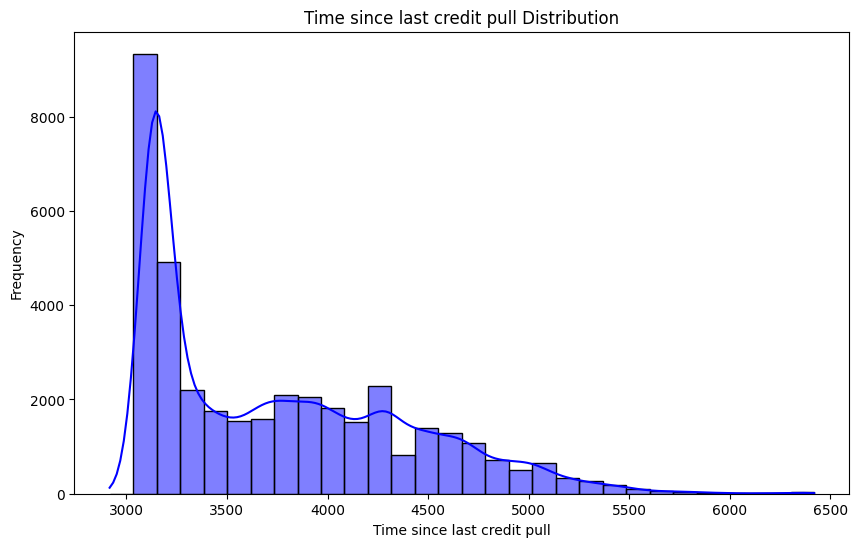 Time since last credit pull Distribution
Frequency
8000
6000
4000
2000
0
3000 3500 4000 4500 5000 5500 6000 6500
Time since last credit pull